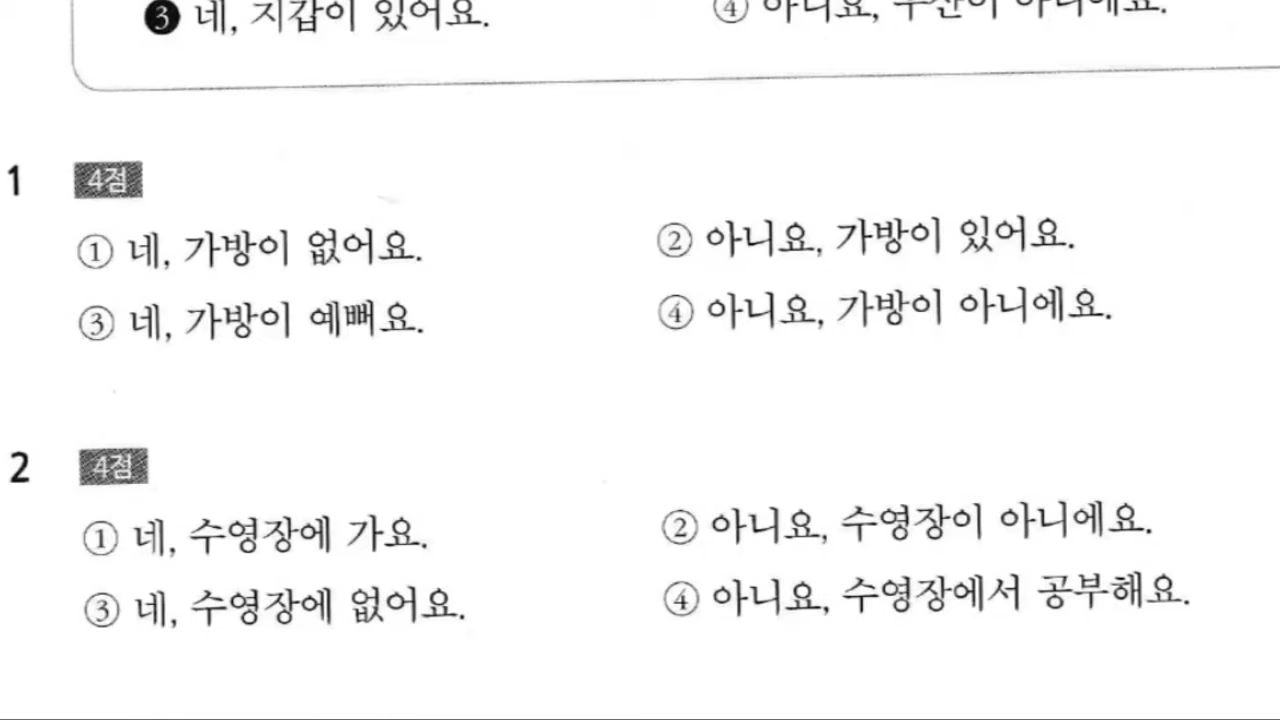 ❸ 네, 지갑이 있어요. ④ 아니요,
1 4점
① 네, 가방이 없어요. ② 아니요, 가방이 있어요.
③ 네, 가방이 예뻐요. ④ 아니요, 가방이 아니에요.
2 4점
① 네, 수영장에 가요. ② 아니요, 수영장이 아니에요.
③ 네, 수영장에 없어요. ④ 아니요, 수영장에서 공부해요.